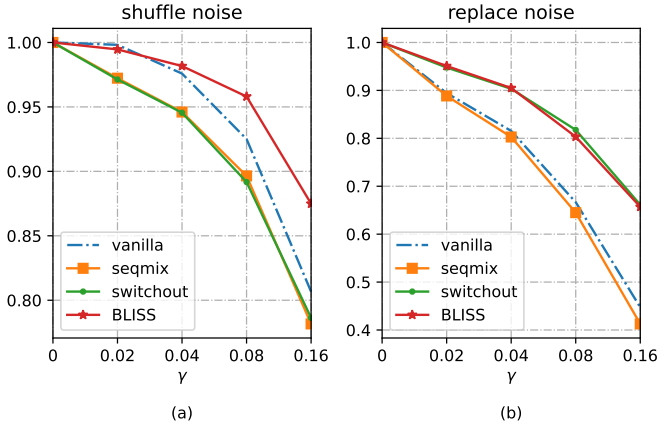 shuffle noise
1.00
0.95
0.90
0.85
0.80
vanilla
seqmix
switchout
BLISS
0 0.02 0.04 0.08 0.16
γ
(a)
replace noise
1.0
0.9
0.8
0.7
0.6
0.5
0.4
vanilla
seqmix
switchout
BLISS
0 0.02 0.04 0.08 0.16
γ
(b)